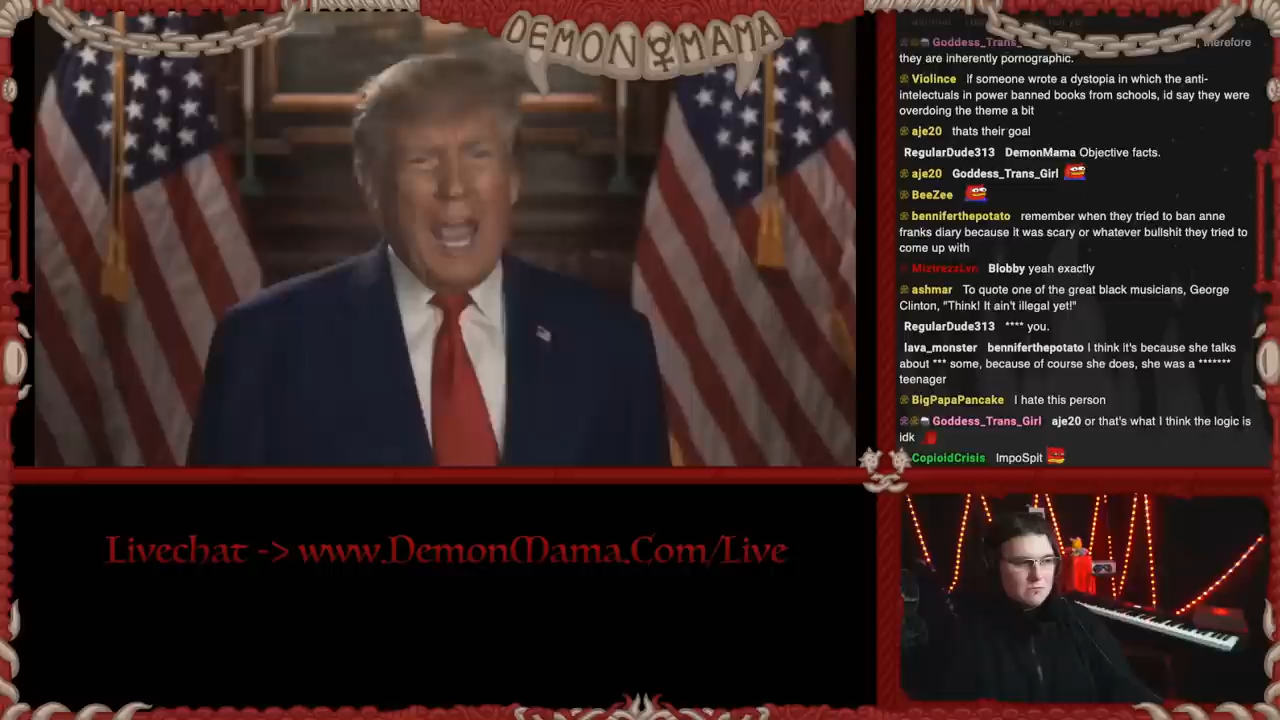 DEMON MAMA
Goddess_Trans_ therefore
they are inherently pornographic.
Violince If someone wrote a dystopia in which the anti-
intelectuals in power banned books from schools, id say they were
overdoing the theme a bit
aje20 thats their goal
RegularDude313 DemonMama Objective facts.
aje20 Goddess_Trans_Girl
BeeZee
benniferthepotato remember when they tried to ban anne
franks diary because it was scary or whatever bullshit they tried to
come up with
MiztrezzLvn Blobby yeah exactly
ashmar To quote one of the great black musicians, George
Clinton, "Think! It ain't illegal yet!"
RegularDude313 **** you.
lava_monster benniferthepotato I think it's because she talks
about *** some, because of course she does, she was a *******
teenager
BigPapaPancake I hate this person
Goddess_Trans_Girl aje20 or that's what I think the logic is
idk
CopioidCrisis ImpoSpit
Livechat -> www.DemonMama.Com/Live